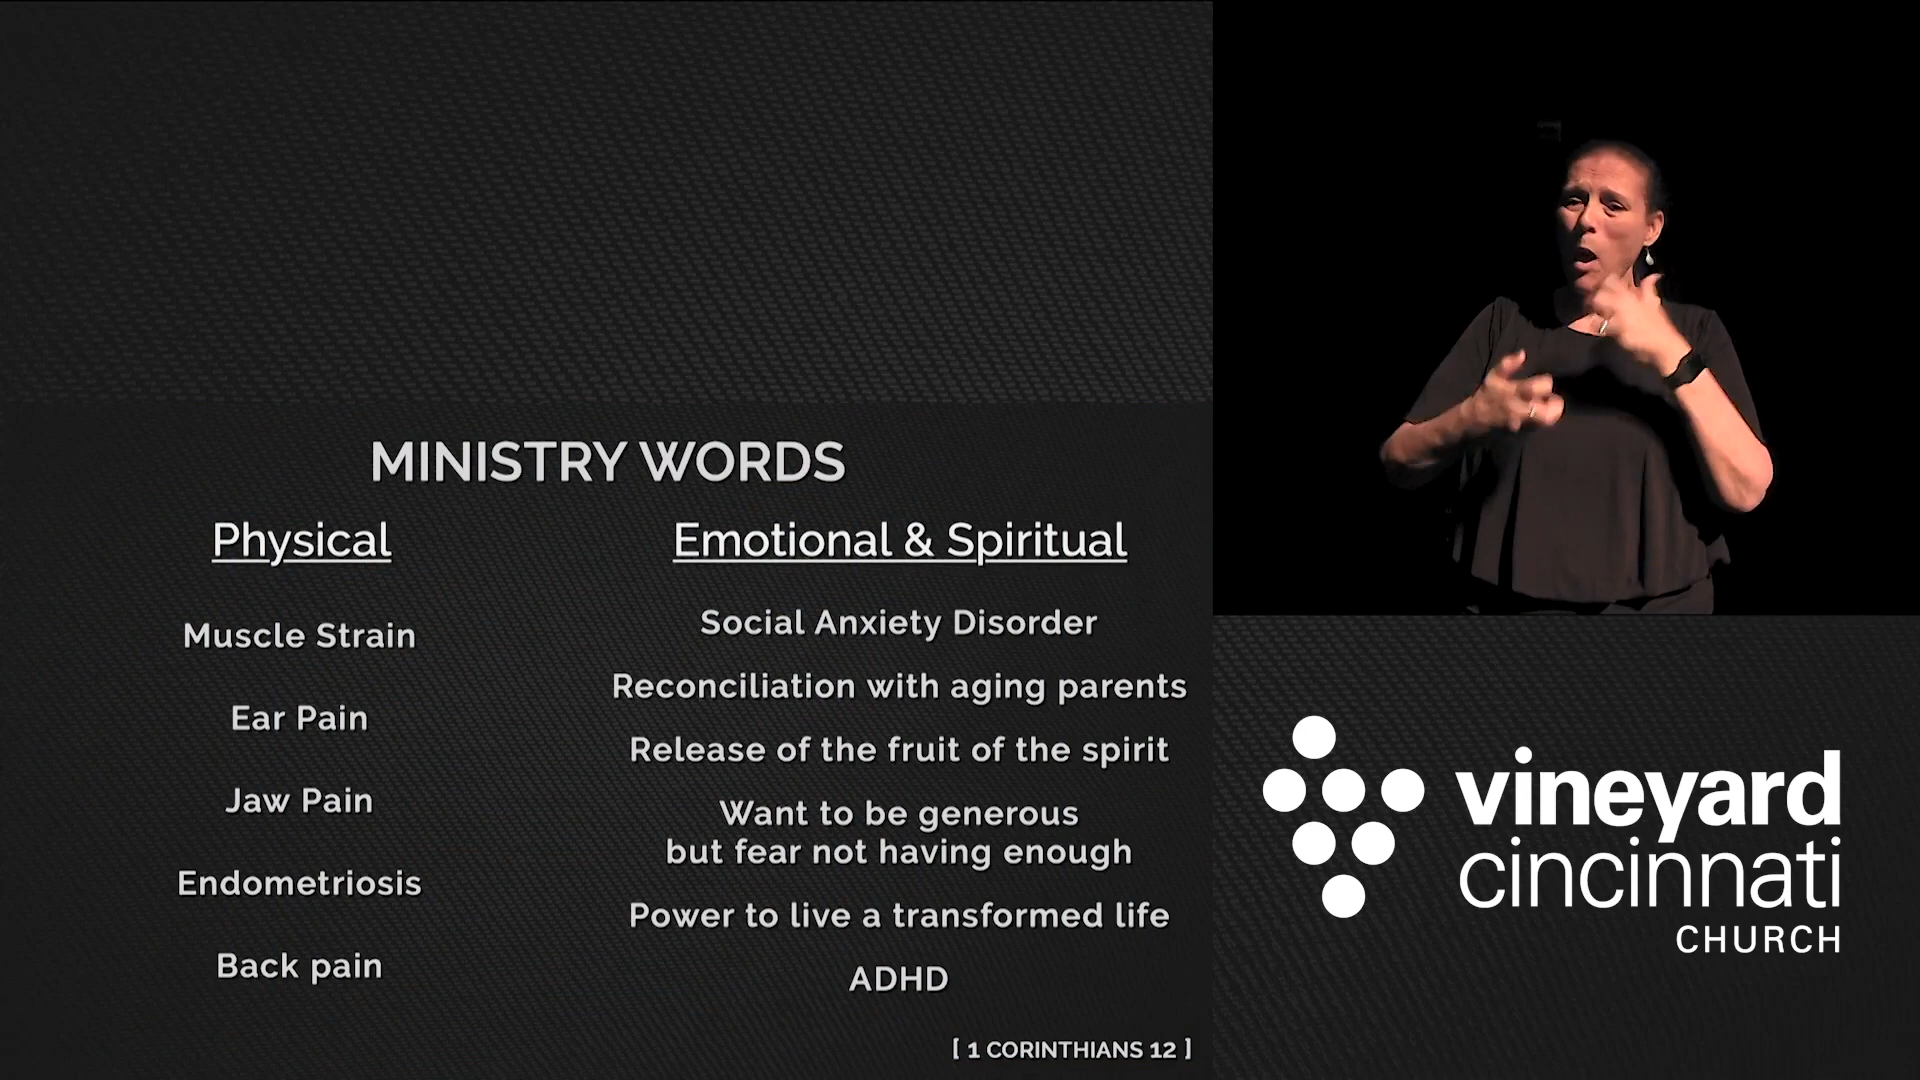 MINISTRY WORDS
Physical
Muscle Strain
Ear Pain
Jaw Pain
Endometriosis
Back pain
Emotional & Spiritual
Social Anxiety Disorder
Reconciliation with aging parents
Release of the fruit of the spirit
Want to be generous
but fear not having enough
Power to live a transformed life
ADHD
[ 1 CORINTHIANS 12 ]
vineyard
cincinnati
CHURCH